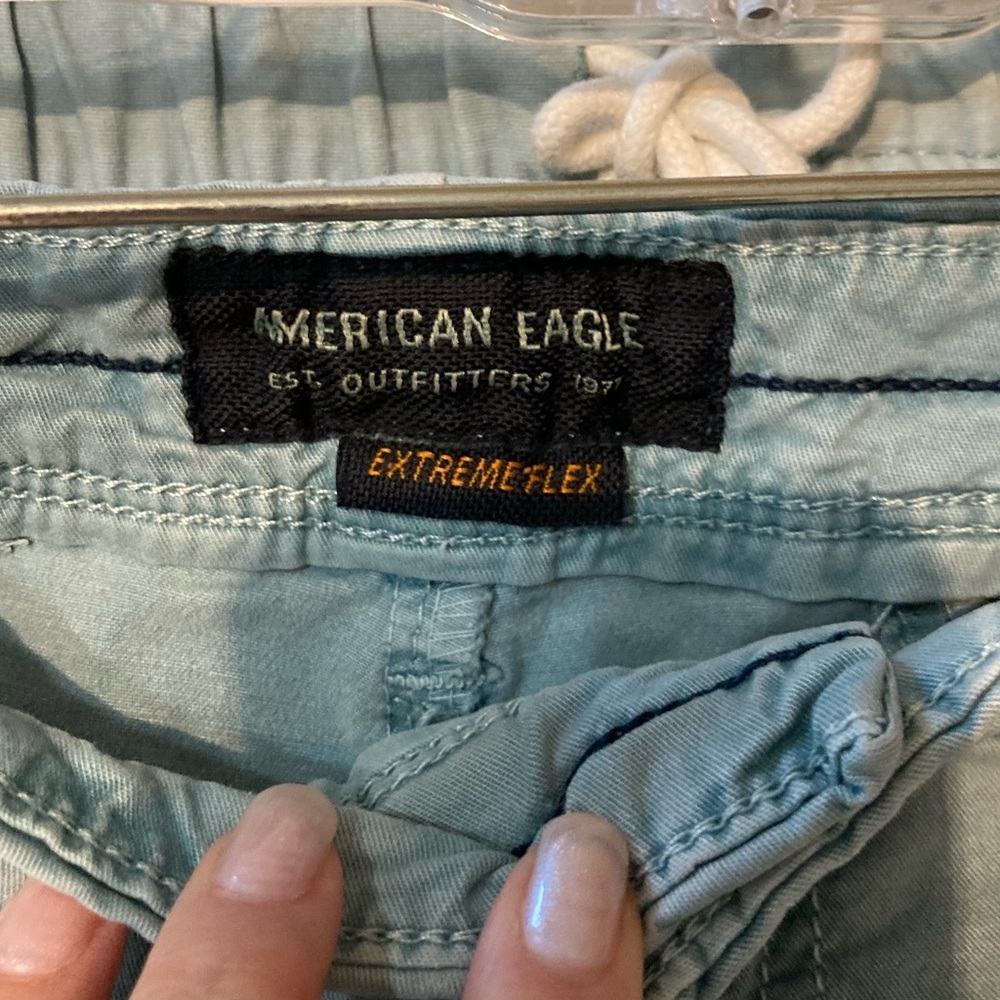 AMERICAN EAGLE
EST. OUTFITTERS 1977
EXTREME FLEX